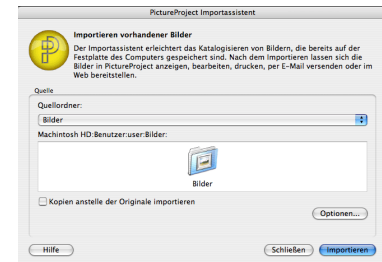 PictureProject Importassistent
Importieren vorhandener Bilder
Der Importassistent erleichtert das Katalogisieren von Bildern, die bereits auf der
Festplatte des Computers gespeichert sind. Nach dem Importieren lassen sich die
Bilder in PictureProject anzeigen, bearbeiten, drucken, per E-Mail versenden oder im
Web bereitstellen.
Quelle
Quellordner:
Bilder
Machintosh HD:Benutzer:user:Bilder:
Bilder
Kopien anstelle der Originale importieren
Optionen...
Hilfe
Schließen
Importieren